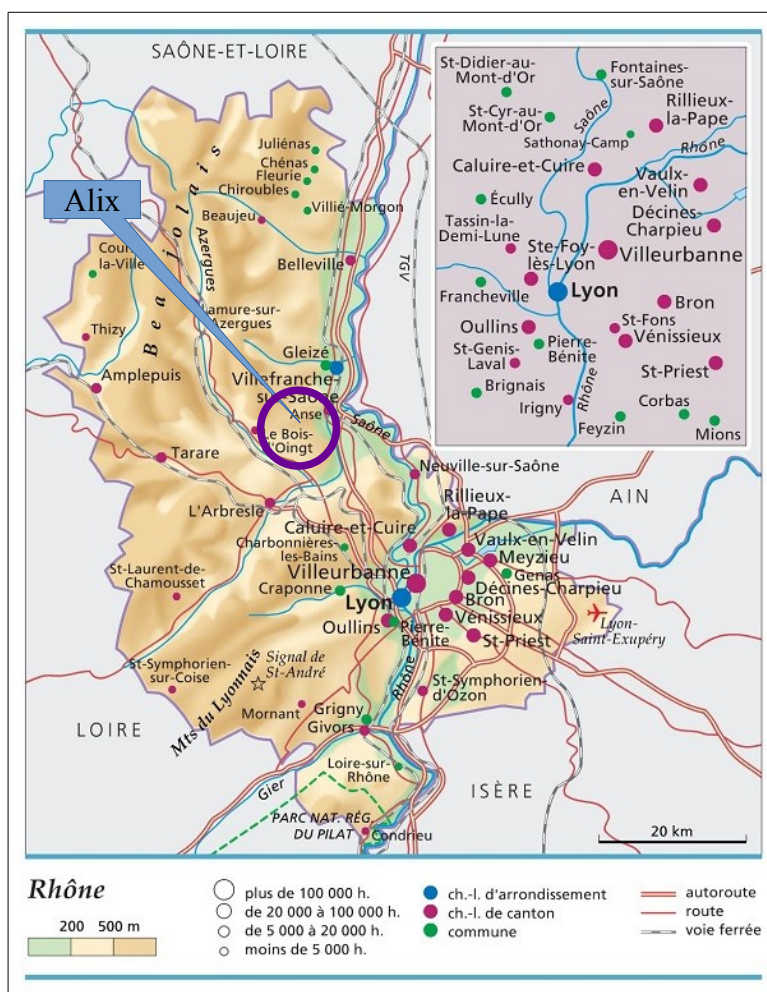 SAÔNE-ET-LOIRE
Juliénas
Chénas
Fleurie
Chiroubles
Villié-Morgon
Alix
Beaujolais
Azergues
Beaujeu
Belleville
TGV
Cour
la-Ville
Thizy
Lamure-sur-
Azergues
Amplepuis
Gleizé
Villefranche-
sur-Saône
Anse
Le Bois-
d'Oingt
Saône
Tarare
Neuville-sur-Saône
L'Arbresle
Rillieux-
la-Pape
AIN
Caluire-et-Cuire
Charbonnières-
les-Bains
Vaulx-en-Velin
Meyzieu
St-Laurent-de-
Chamousset
Villeurbanne
Genas
Décines-Charpieu
Craponne
Lyon
Bron
Oullins
Pierre-
Bénite
Vénissieux
St-Priest
Lyon-
Saint-Exupéry
St-Symphorien-
sur-Coise
Signal de
St-André
Mts du Lyonnais
Rhône
St-Symphorien-
d'Ozon
Mornant
LOIRE
Grigny
Givors
Gier
Loire-sur-
Rhône
ISÈRE
PARC NAT. RÉG.
DU PILAT
Condrieu
20 km
St-Didier-au-
Mont-d'Or
Fontaines-
sur-Saône
St-Cyr-au-
Mont-d'Or
Saône
Rillieux-
la-Pape
Sathonay-Camp
Rhône
Caluire-et-Cuire
Vaulx-
en-Velin
Écully
Décines-
Charpieu
Tassin-la-
Demi-Lune
Ste-Foy-
lès-Lyon
Villeurbanne
Francheville
Lyon
Bron
Oullins
St-Fons
Pierre-
Bénite
Vénissieux
St-Genis-
Laval
St-Priest
Brignais
Rhône
Irigny
Feyzin
Corbas
Mions
Rhône
200 500 m
plus de 100 000 h.
de 20 000 à 100 000 h.
de 5 000 à 20 000 h.
moins de 5 000 h.
ch.-l. d'arrondissement
ch.-l. de canton
commune
autoroute
route
voie ferrée